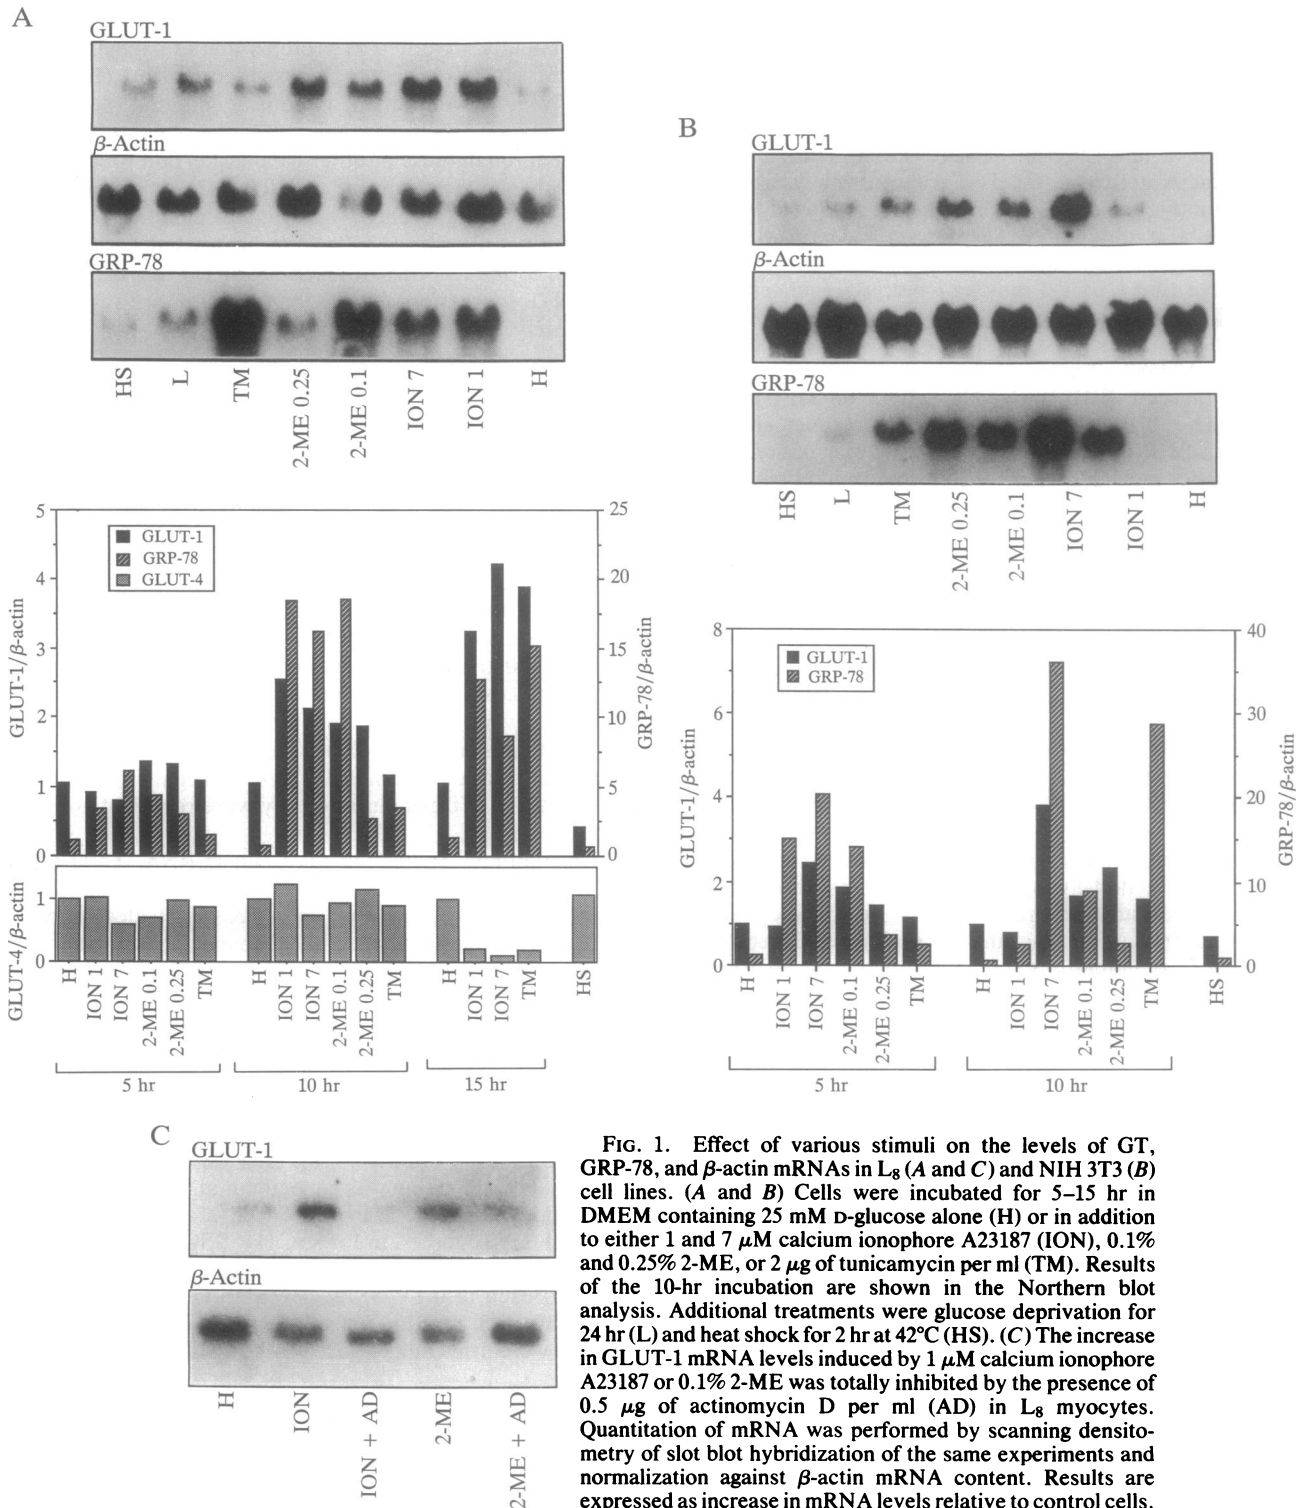 A
GLUT-1
β-Actin
GRP-78
HS
L
TM
2-ME 0.25
2-ME 0.1
ION 7
ION 1
H
B
GLUT-1
β-Actin
GRP-78
HS
L
TM
2-ME 0.25
2-ME 0.1
ION 7
ION 1
H
GLUT-1/β-actin
5
4
3
2
1
0
GLUT-1
GRP-78
GLUT-4
25
20
15
10
5
0
GRP-78/β-actin
GLUT-4/β-actin
1
0
H
ION 1
ION 7
2-ME 0.1
2-ME 0.25
TM
H
ION 1
ION 7
2-ME 0.1
2-ME 0.25
TM
H
ION 1
ION 7
TM
HS
5 hr
10 hr
15 hr
GLUT-1/β-actin
8
6
4
2
0
GLUT-1
GRP-78
40
30
20
10
0
GRP-78/β-actin
H
ION 1
ION 7
2-ME 0.1
2-ME 0.25
TM
H
ION 1
ION 7
2-ME 0.1
2-ME 0.25
TM
HS
5 hr
10 hr
C
GLUT-1
β-Actin
H
ION
ION + AD
2-ME
2-ME + AD
FIG. 1. Effect of various stimuli on the levels of GT,
GRP-78, and β-actin mRNAs in L8 (A and C) and NIH 3T3 (B)
cell lines. (A and B) Cells were incubated for 5–15 hr in
DMEM containing 25 mM D-glucose alone (H) or in addition
to either 1 and 7 μM calcium ionophore A23187 (ION), 0.1%
and 0.25% 2-ME, or 2 μg of tunicamycin per ml (TM). Results
of the 10-hr incubation are shown in the Northern blot
analysis. Additional treatments were glucose deprivation for
24 hr (L) and heat shock for 2 hr at 42°C (HS). (C) The increase
in GLUT-1 mRNA levels induced by 1 μM calcium ionophore
A23187 or 0.1% 2-ME was totally inhibited by the presence of
0.5 μg of actinomycin D per ml (AD) in L8 myocytes.
Quantitation of mRNA was performed by scanning densito-
metry of slot blot hybridization of the same experiments and
normalization against β-actin mRNA content. Results are
expressed as increase in mRNA levels relative to control cells.